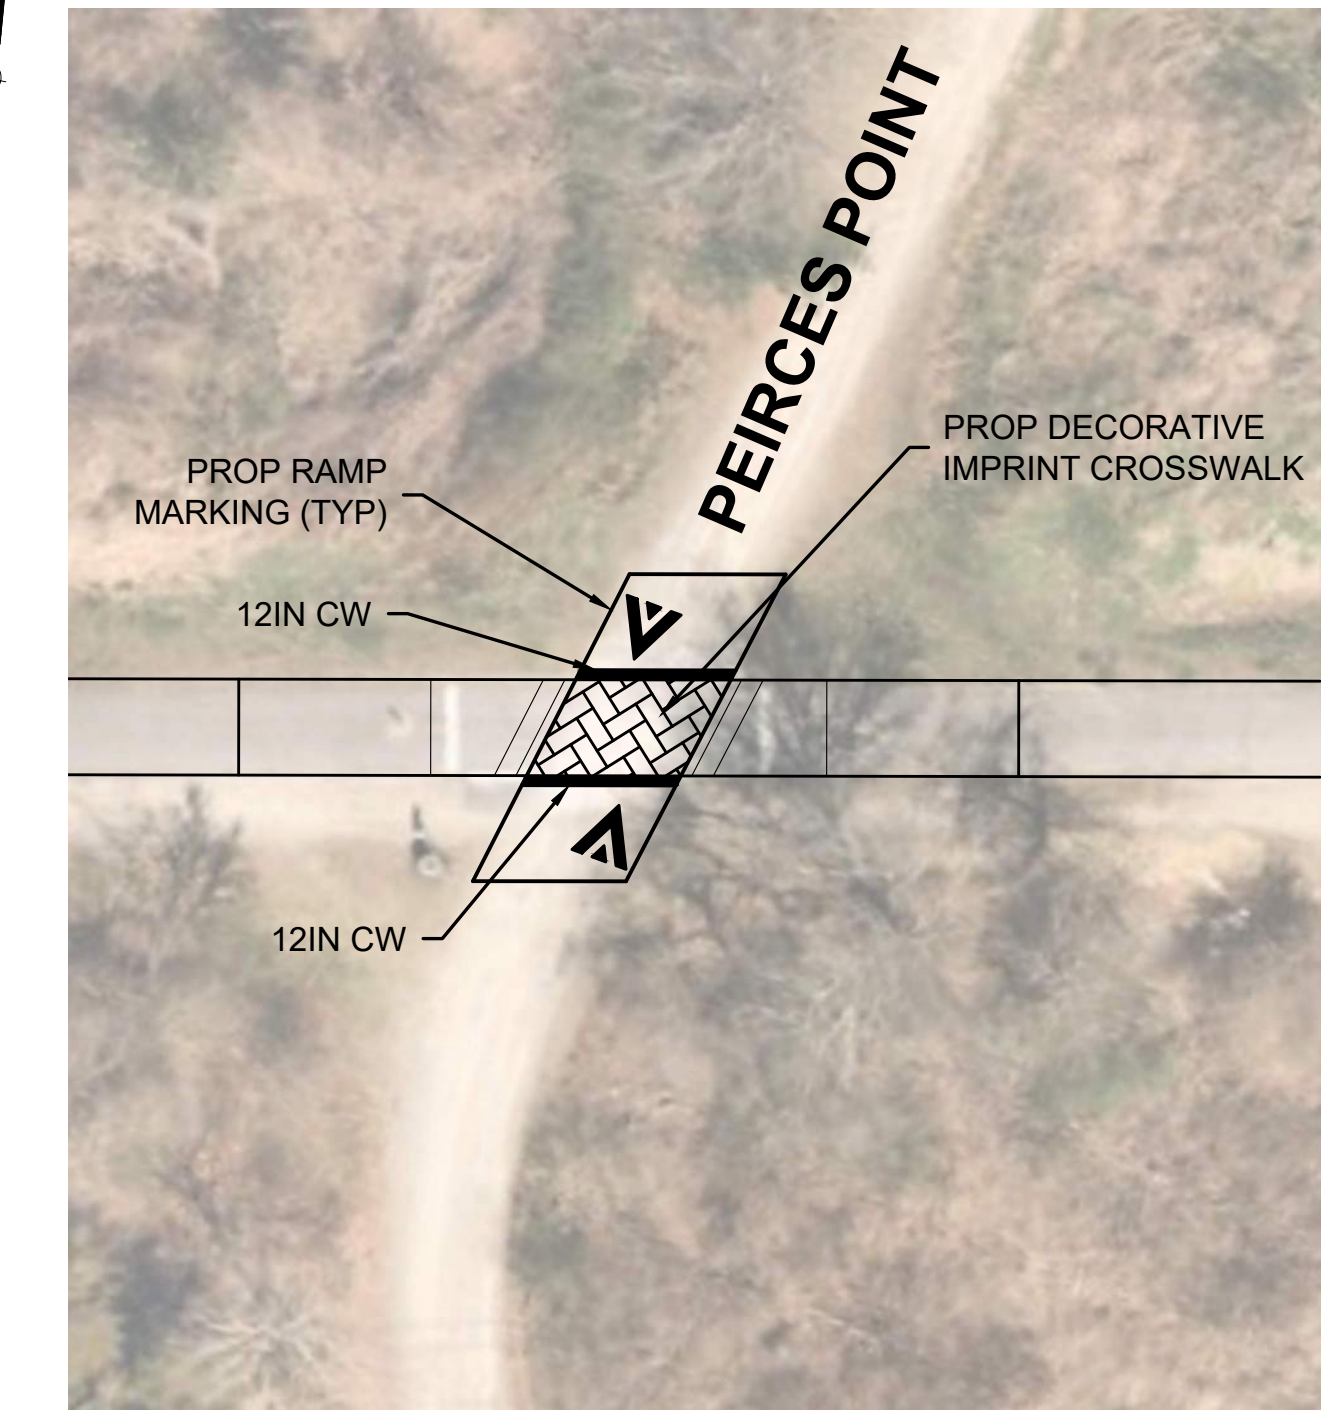 PEIRCES POINT
PROP DECORATIVE
IMPRINT CROSSWALK
PROP RAMP
MARKING (TYP)
12IN CW
12IN CW